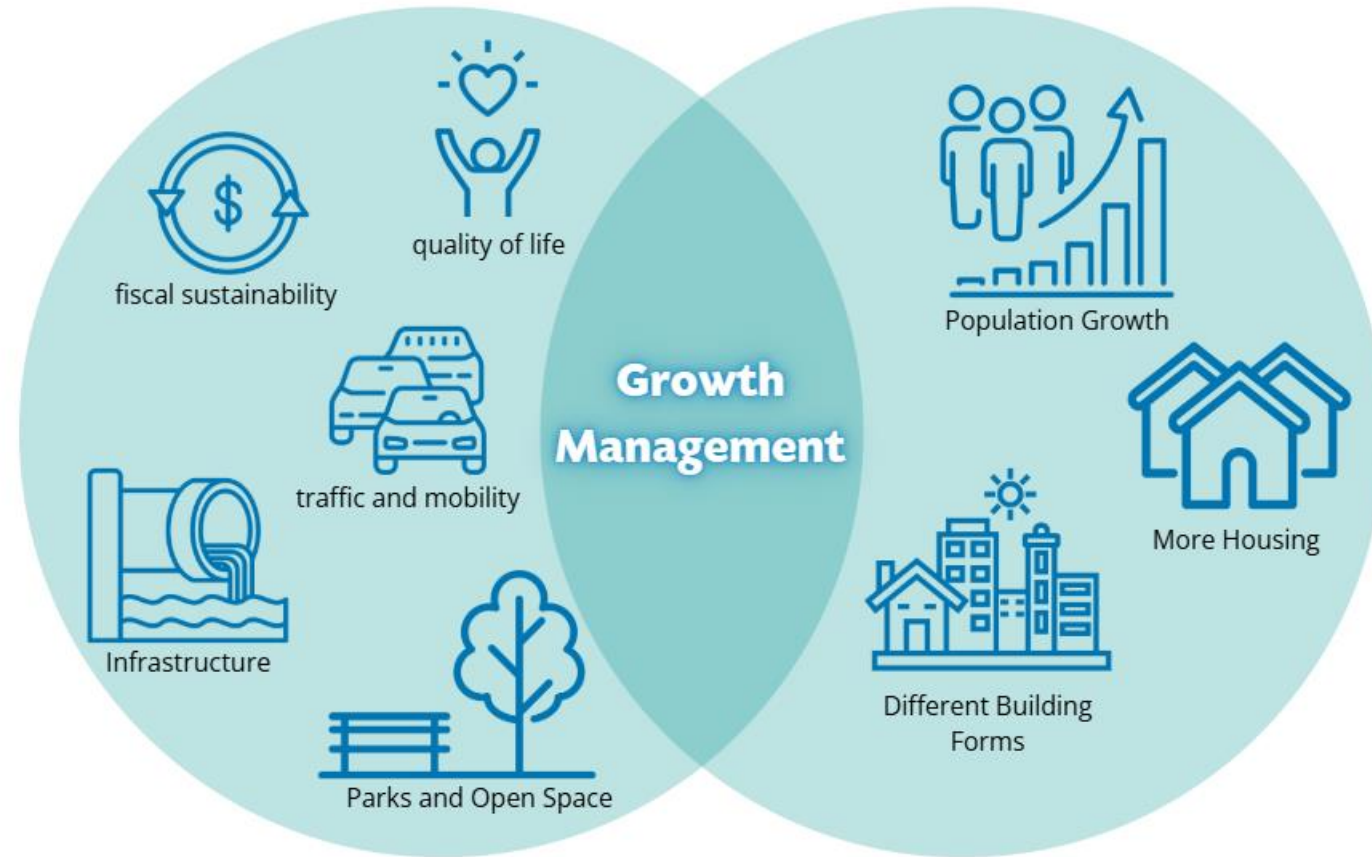 quality of life
fiscal sustainability
$
traffic and mobility
Infrastructure
Parks and Open Space
Growth
Management
Population Growth
More Housing
Different Building
Forms